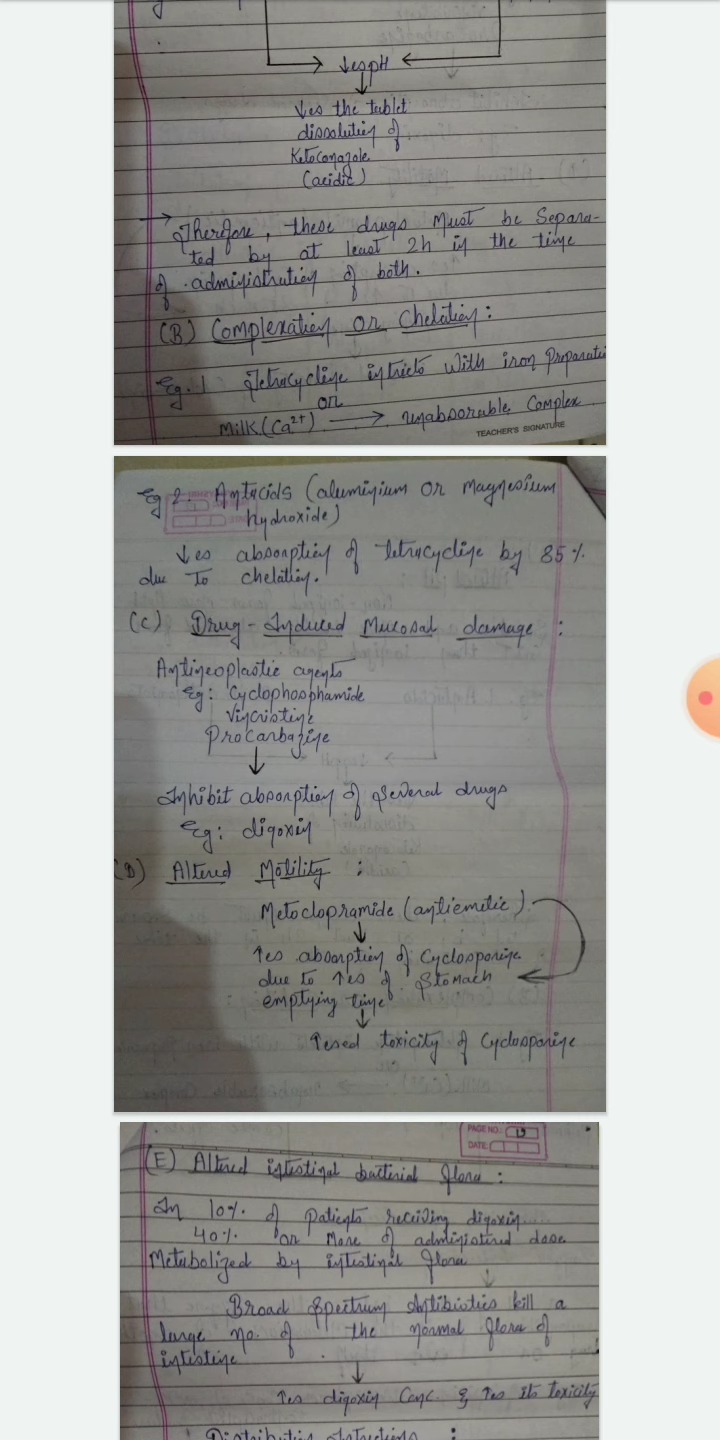 ↓es pH
↓es the tablet
dissolution of
Ketoconazole
(acidic)
→ Therefore, these drugs Must be Separa-
ted by at least 2h in the time
of administration of both.
(B) Complexation or Chelation :
Eg. 1 Tetracycline intricts With iron Preparati
or
Milk (Ca²⁺) → unabsorable Complex
TEACHER'S SIGNATURE
Eg 2. Antacids (aluminium or Magnesium
hydroxide)
↓es absorption of tetracycline by 85%
due To chelation.
(C) Drug-Induced Mucosal damage :
Antineoplastic agents
Eg: Cyclophosphamide
Vincristine
Procarbazine
Inhibit absorption of Several drugs
Eg: digoxin
(D) Altered Motility :
Metoclopramide (antiemetic)
↑es absorption of Cyclosporine
due to ↑es of Stomach
emptying time
↑esed toxicity of Cyclosporine
PAGE NO.:
DATE:
(E) Altered intestinal bacterial flora :
In 10% of patients receiving digoxin
40% or More of administered dose
Metabolized by intestinal flora
Broad Spectrum Antibiotics kill a
large no. of the normal flora of
intestine
↑es digoxin Conc. & ↑es its toxicity
Distribution